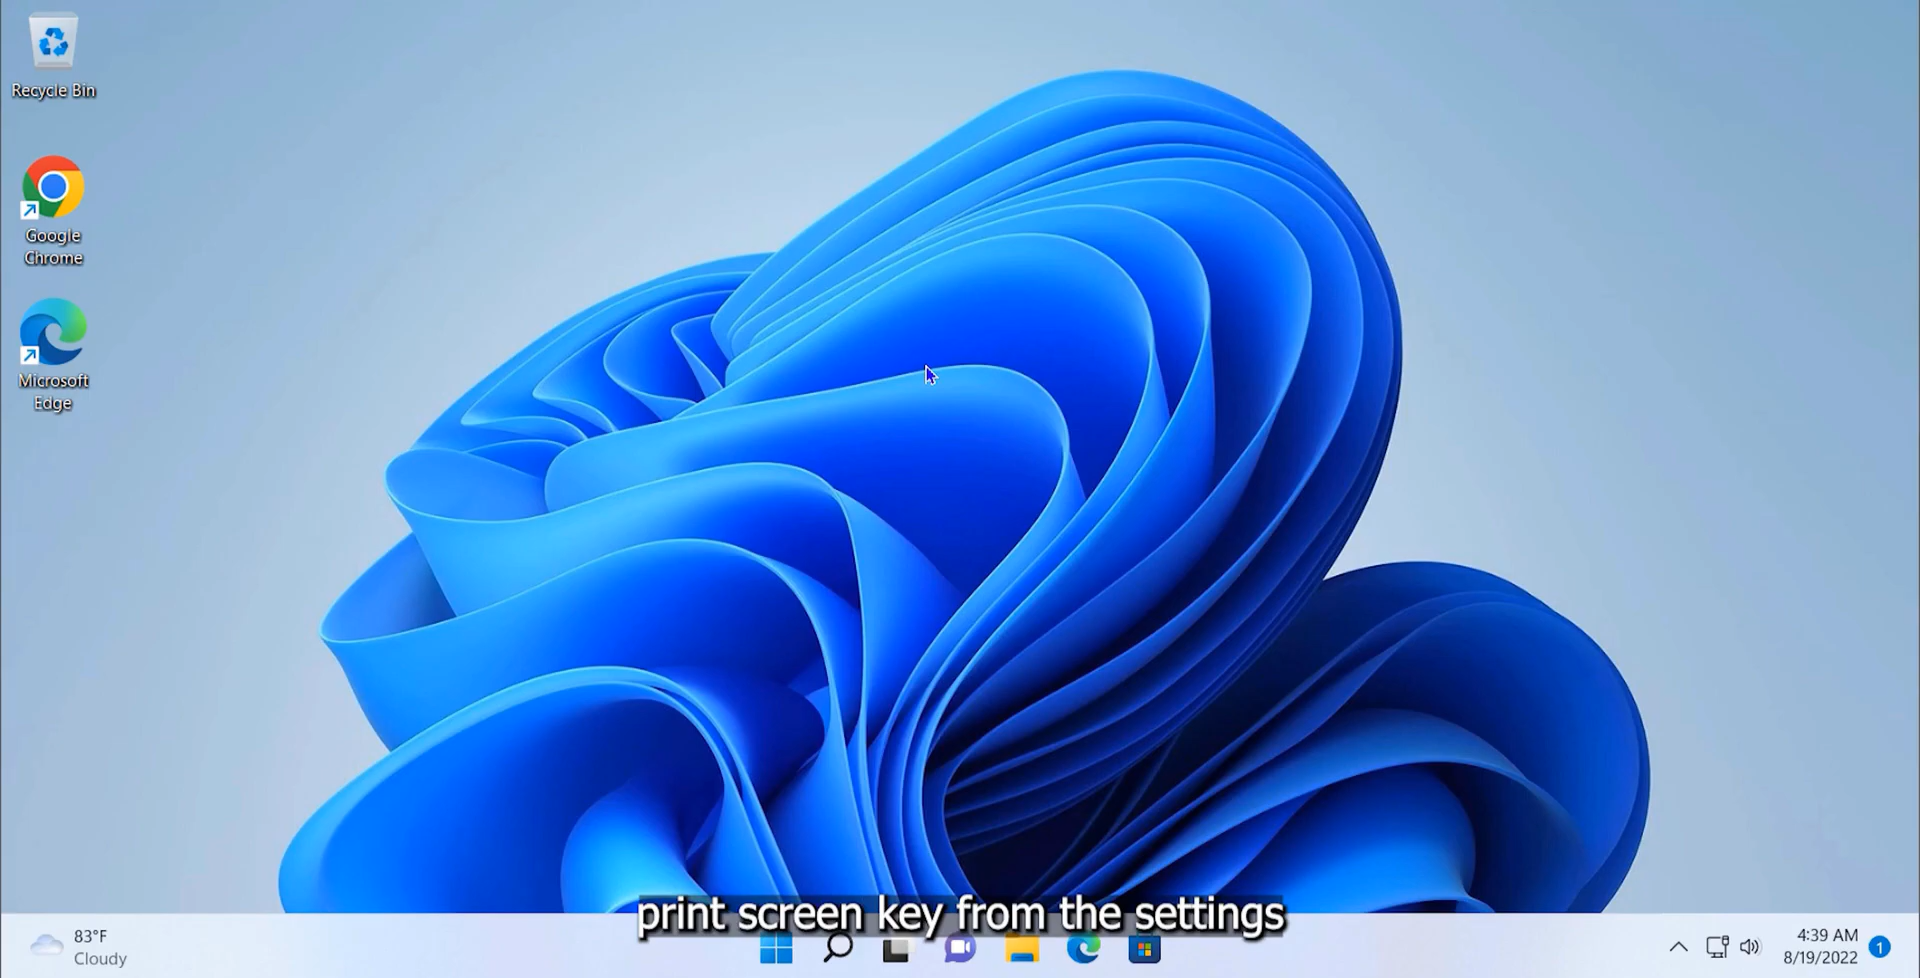 Recycle Bin
Google
Chrome
Microsoft
Edge
print screen key from the settings
83°F
Cloudy
4:39 AM
8/19/2022
1